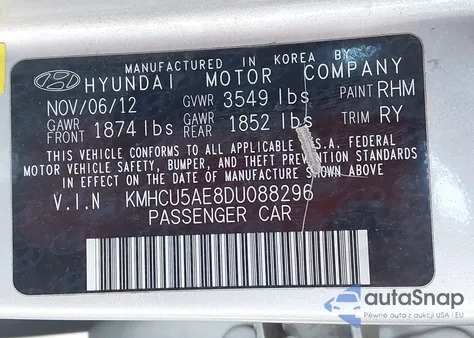 MANUFACTURED IN KOREA BY
HYUNDAI MOTOR COMPANY
NOV/06/12 GVWR 3549 lbs PAINT RHM
GAWR FRONT 1874 lbs GAWR REAR 1852 lbs TRIM RY
THIS VEHICLE CONFORMS TO ALL APPLICABLE U.S.A. FEDERAL
MOTOR VEHICLE SAFETY, BUMPER, AND THEFT PREVENTION STANDARDS
IN EFFECT ON THE DATE OF MANUFACTURE SHOWN ABOVE
V.I.N KMHCU5AE8DU088296
PASSENGER CAR
autoSnap
Pewne auta z aukcji USA i EU